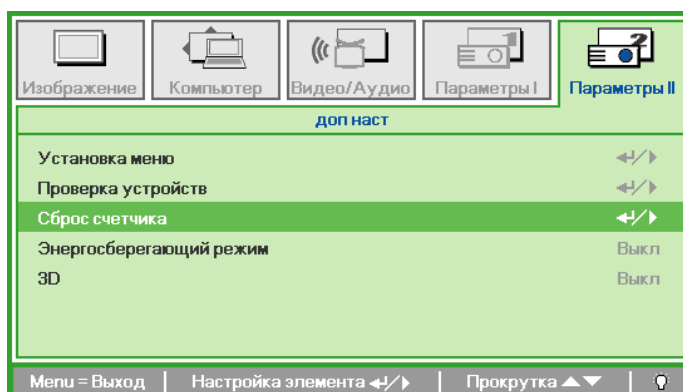 Изображение Компьютер Видео/Аудио Параметры I Параметры II
доп наст
Установка меню
Проверка устройств
Сброс счетчика
Энергосберегающий режим Выкл
3D Выкл
Menu = Выход | Настройка элемента ↵/▶ | Прокрутка ▲▼ |